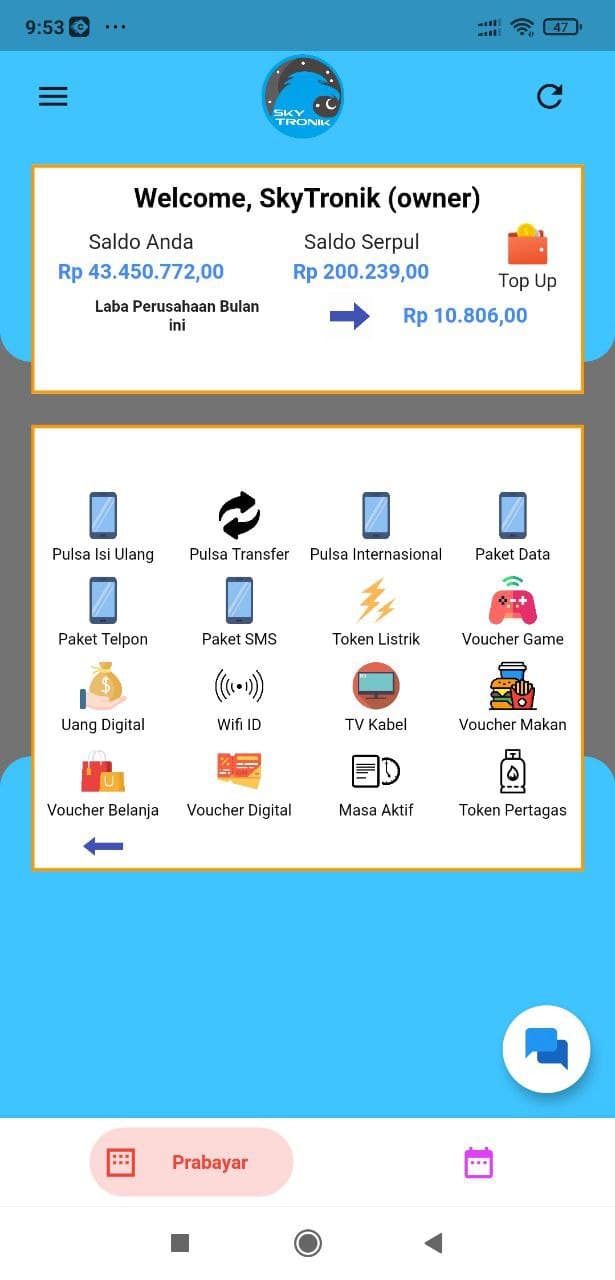 9:53
47
SKY
TRONIK
Welcome, SkyTronik (owner)
Saldo Anda
Saldo Serpul
Rp 43.450.772,00
Rp 200.239,00
Top Up
Laba Perusahaan Bulan
ini
Rp 10.806,00
Pulsa Isi Ulang
Pulsa Transfer
Pulsa Internasional
Paket Data
Paket Telpon
Paket SMS
Token Listrik
Voucher Game
Uang Digital
Wifi ID
TV Kabel
Voucher Makan
Voucher Belanja
Voucher Digital
Masa Aktif
Token Pertagas
Prabayar